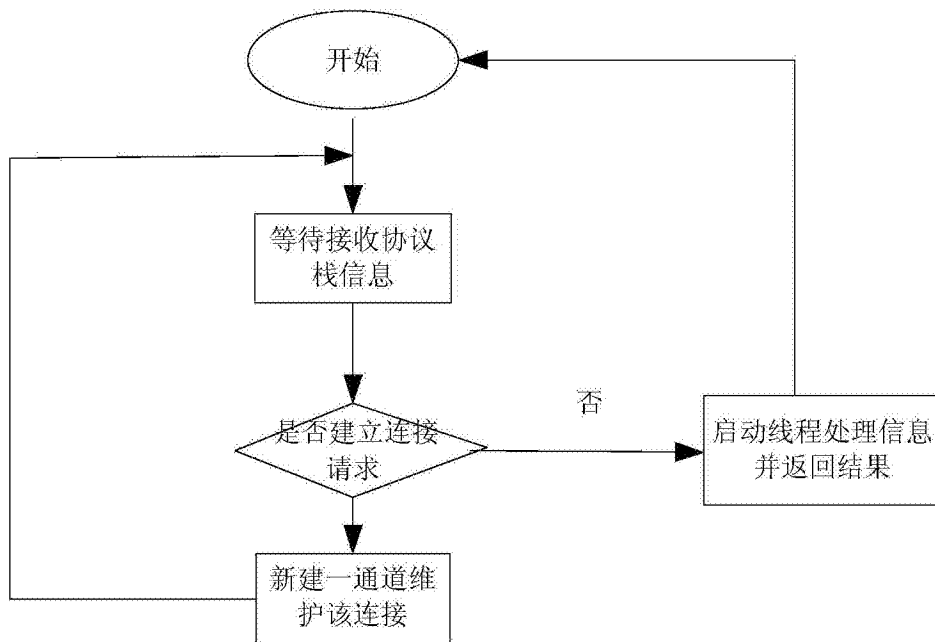 开始
等待接收协议
栈信息
是否建立连接
请求
否
启动线程处理信息
并返回结果
新建一通道维
护该连接